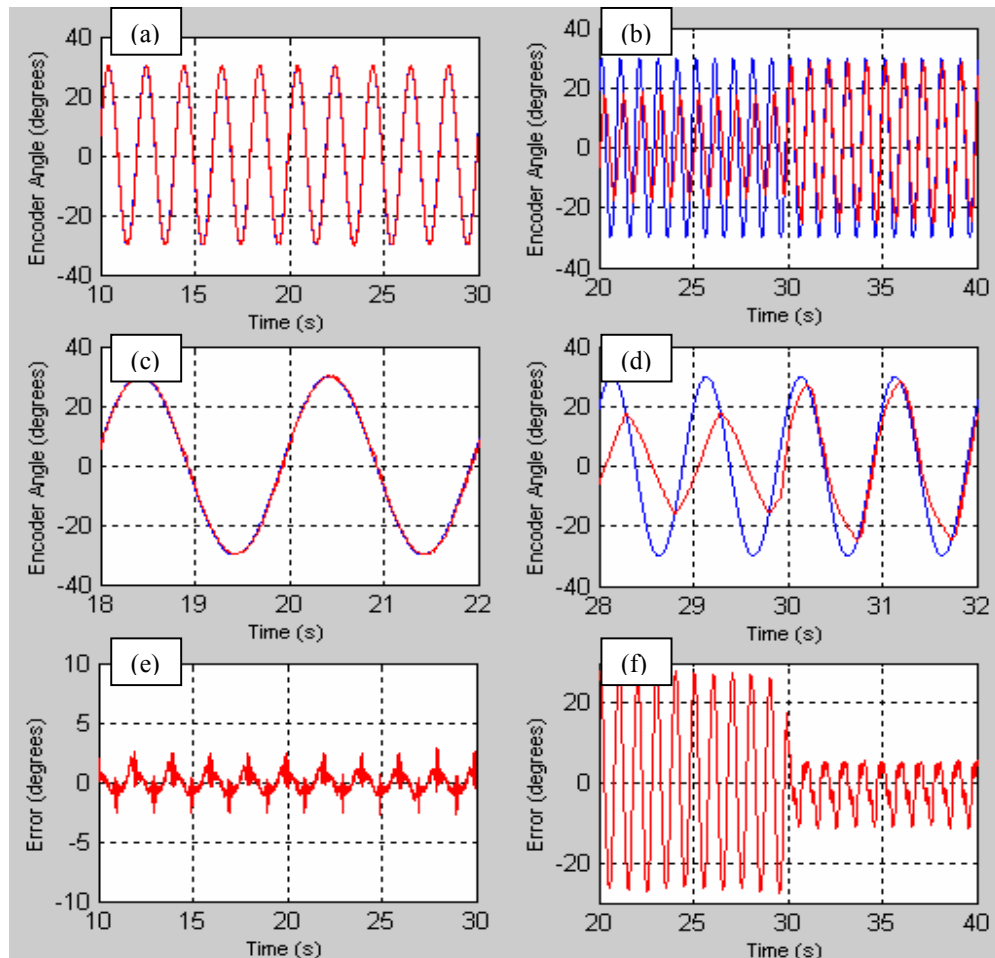 (a)
40
20
0
-20
-40
Encoder Angle (degrees)
10 15 20 25 30
Time (s)
(b)
40
20
0
-20
-40
Encoder Angle (degrees)
20 25 30 35 40
Time (s)
(c)
40
20
0
-20
-40
Encoder Angle (degrees)
18 19 20 21 22
Time (s)
(d)
40
20
0
-20
-40
Encoder Angle (degrees)
28 29 30 31 32
Time (s)
(e)
10
5
0
-5
-10
Error (degrees)
10 15 20 25 30
Time (s)
(f)
20
0
-20
Error (degrees)
20 25 30 35 40
Time (s)